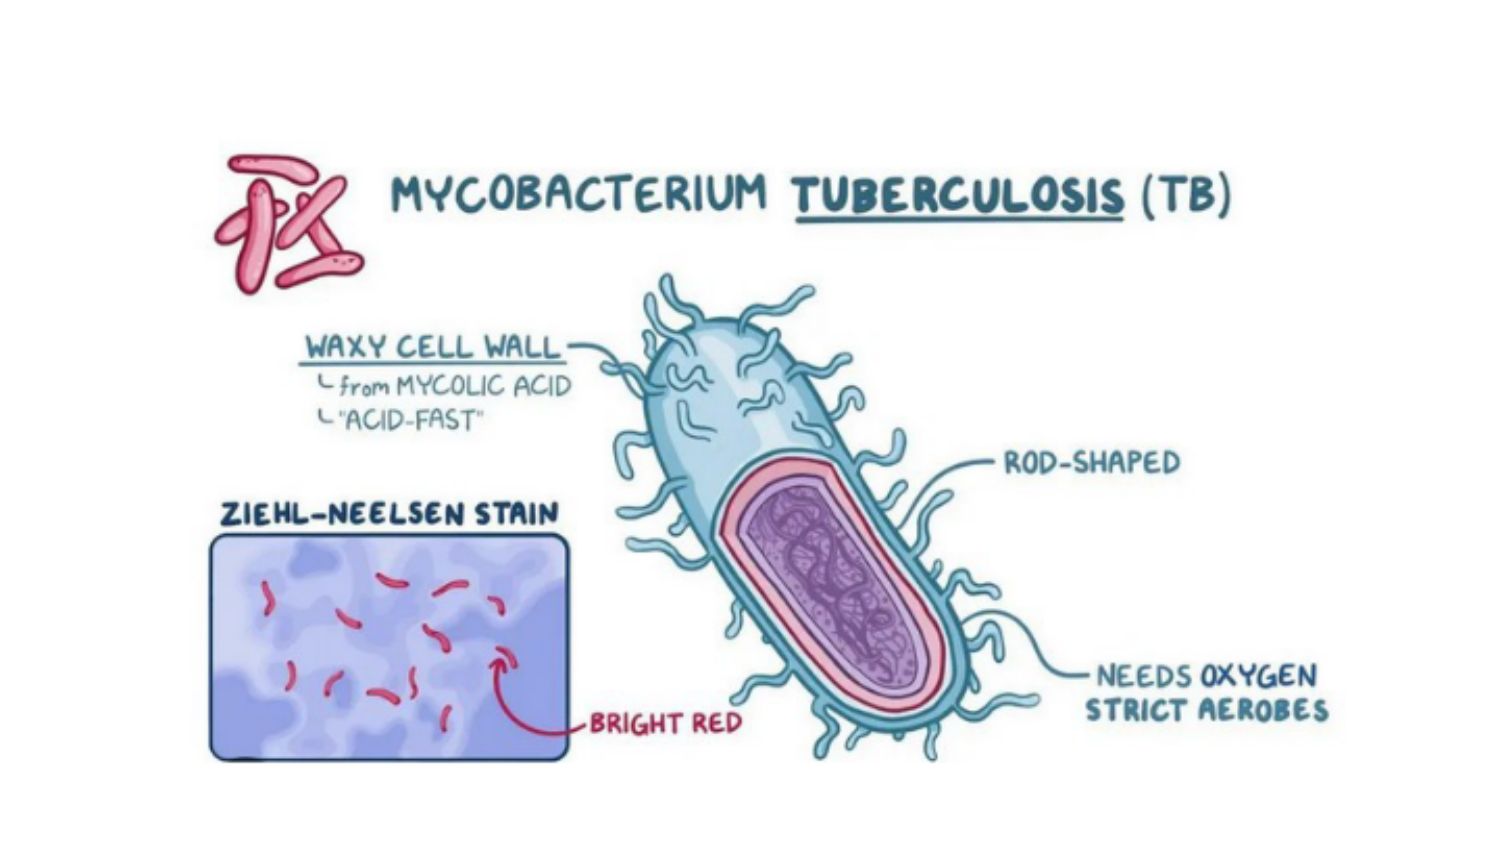 MYCOBACTERIUM TUBERCULOSIS (TB)
WAXY CELL WALL
from MYCOLIC ACID
"ACID-FAST"
ROD-SHAPED
ZIEHL-NEELSEN STAIN
BRIGHT RED
NEEDS OXYGEN
STRICT AEROBES